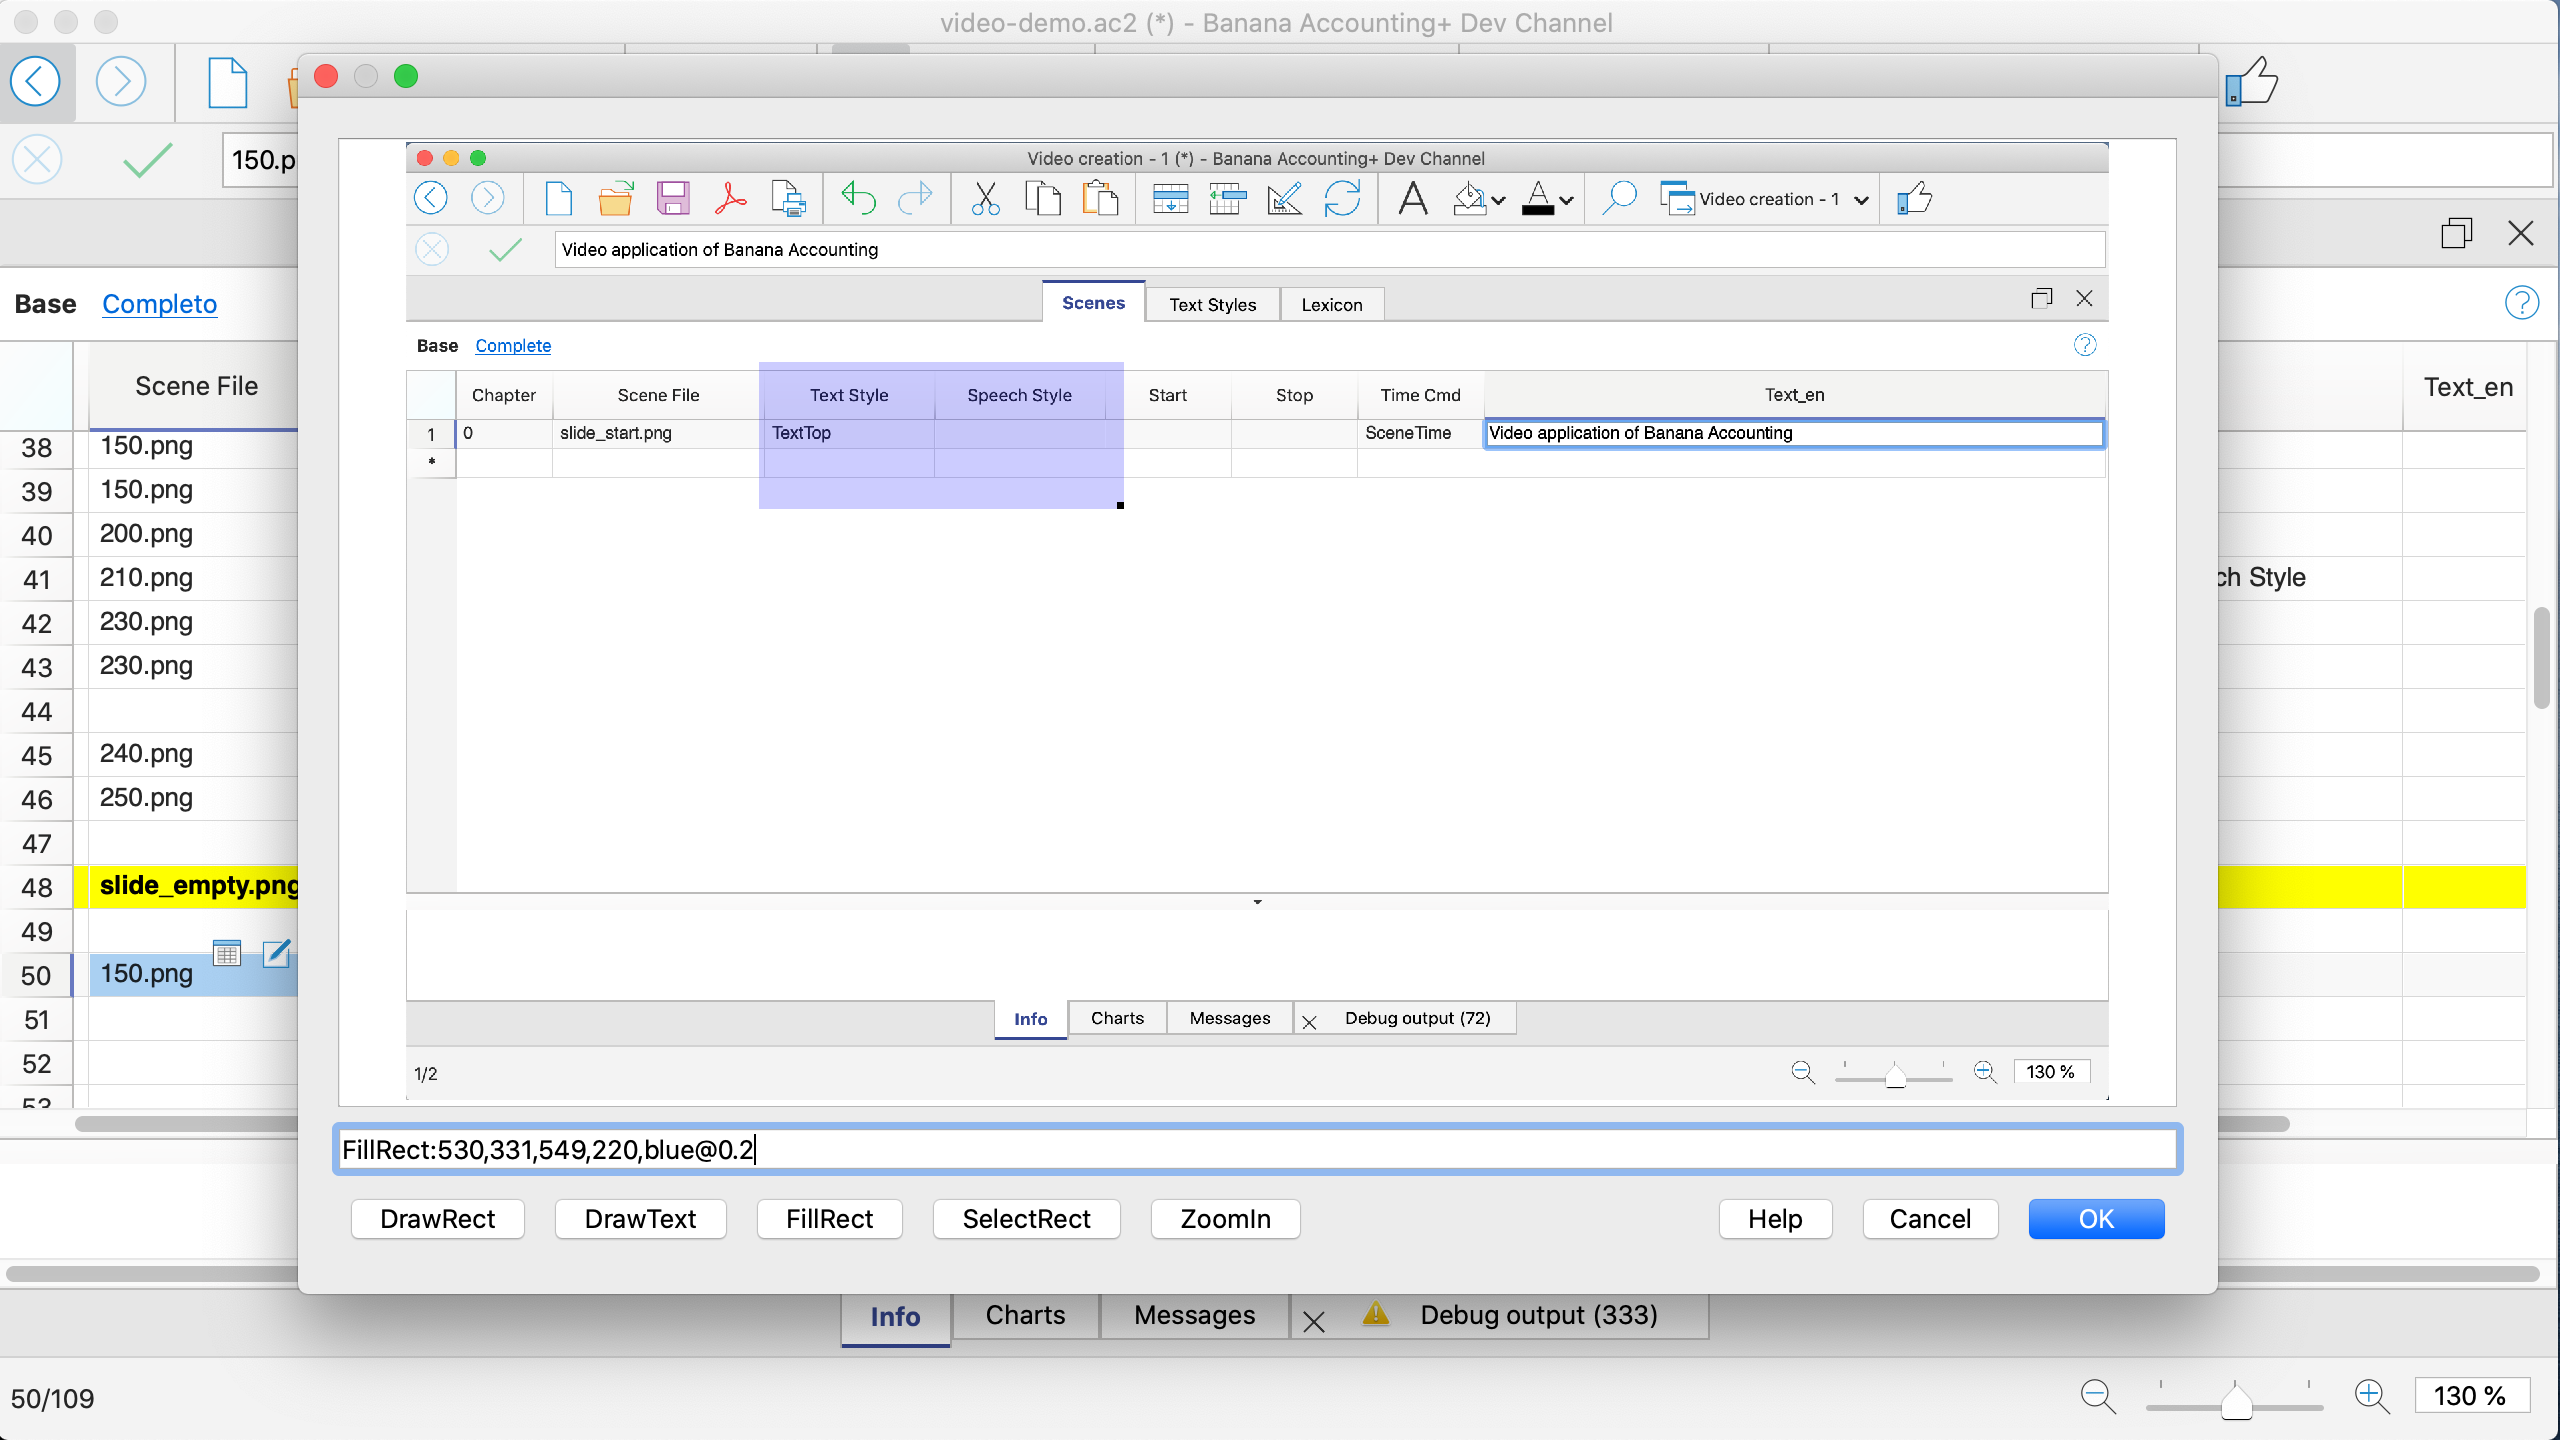 video-demo.ac2 (*) - Banana Accounting+ Dev Channel
150.p
Video creation - 1 (*) - Banana Accounting+ Dev Channel
A
A
Video creation - 1
Video application of Banana Accounting
Scenes
Text Styles
Lexicon
Base Completo
Base Complete
Scene File
Text_en
Chapter
Scene File
Text Style
Speech Style
Start
Stop
Time Cmd
Text_en
1 0 slide_start.png TextTop SceneTime Video application of Banana Accounting
*
38 150.png
39 150.png
40 200.png
41 210.png
ch Style
42 230.png
43 230.png
44
45 240.png
46 250.png
47
48 slide_empty.png
49
50 150.png
51
52
53
Info
Charts
Messages
Debug output (72)
1/2
130 %
FillRect:530,331,549,220,blue@0.2
DrawRect
DrawText
FillRect
SelectRect
ZoomIn
Help
Cancel
OK
Info
Charts
Messages
Debug output (333)
50/109
130 %